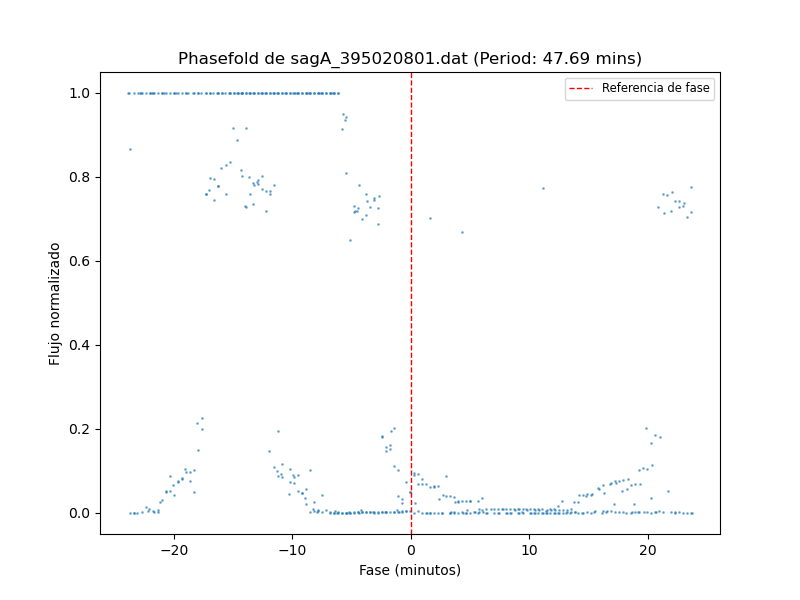 Phasefold de sagA_395020801.dat (Period: 47.69 mins)
Referencia de fase
1.0
0.8
0.6
0.4
0.2
0.0
Flujo normalizado
−20 −10 0 10 20
Fase (minutos)